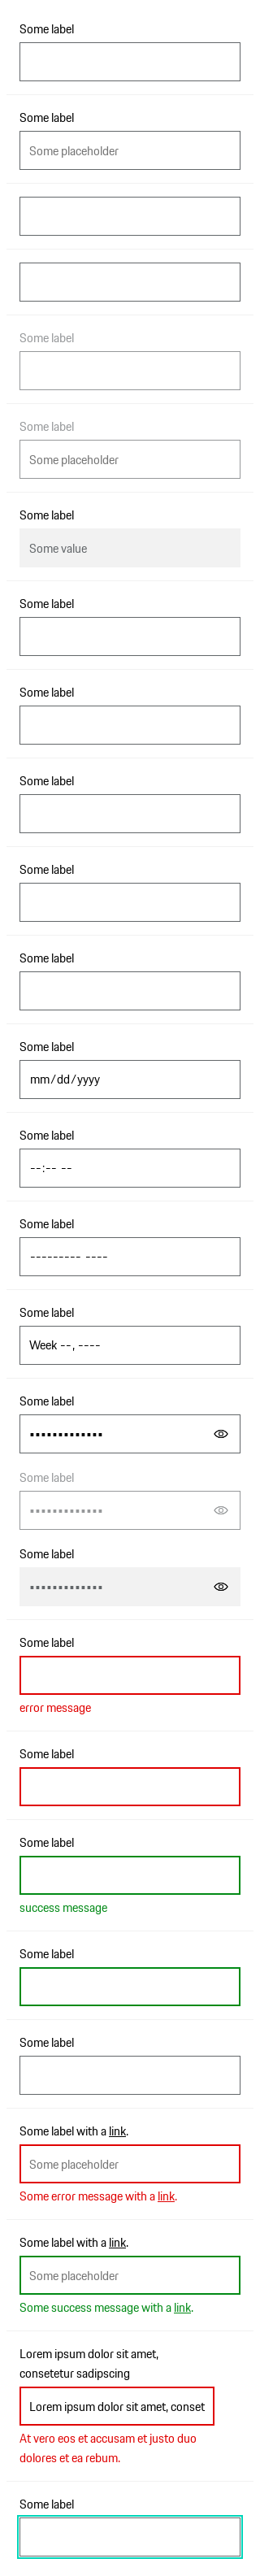 Some label
Some label
Some placeholder
Some label
Some label
Some placeholder
Some label
Some value
Some label
Some label
Some label
Some label
Some label
Some label
mm/dd/yyyy
Some label
--:-- --
Some label
--------- ----
Some label
Week --, ----
Some label
Some label
Some label
Some label
error message
Some label
Some label
success message
Some label
Some label
Some label with a link.
Some placeholder
Some error message with a link.
Some label with a link.
Some placeholder
Some success message with a link.
Lorem ipsum dolor sit amet,
consetetur sadipscing
Lorem ipsum dolor sit amet, conset
At vero eos et accusam et justo duo
dolores et ea rebum.
Some label